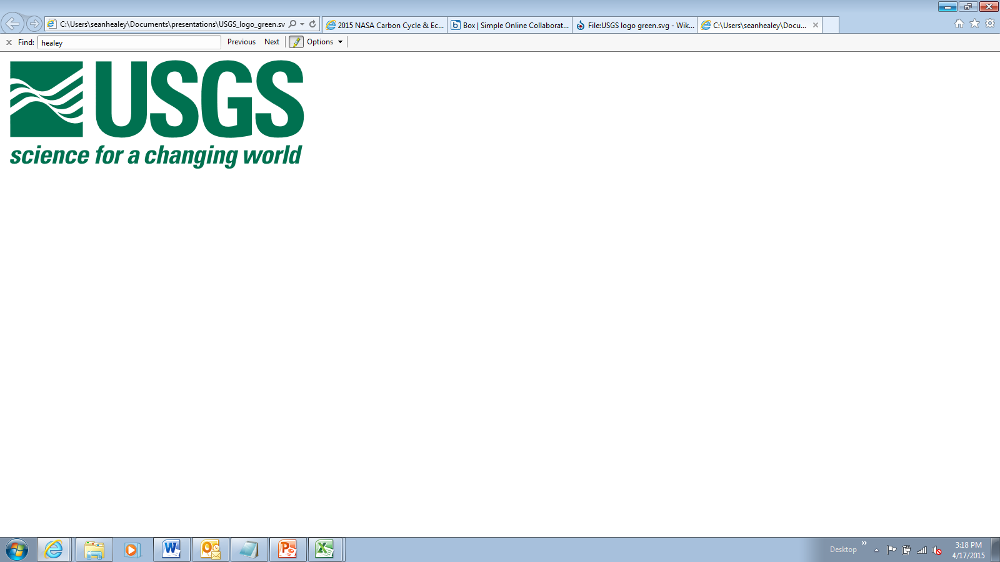 C:\Users\seanhealey\Documents\presentations\USGS_logo_green.sv
2015 NASA Carbon Cycle & Ec...
Box | Simple Online Collaborat...
File:USGS logo green.svg - Wik...
C:\Users\seanhealey\Docu...
Find: healey Previous Next Options
USGS
science for a changing world
Desktop
3:18 PM
4/17/2015